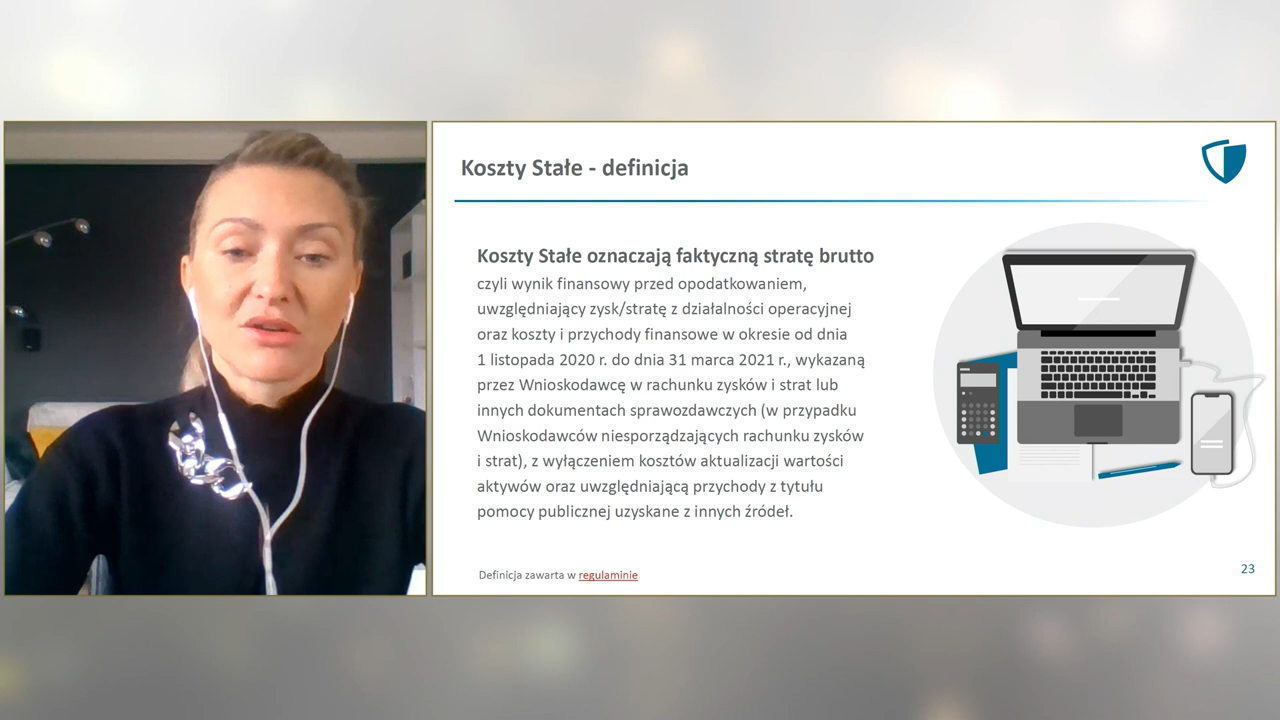 Koszty Stałe - definicja
Koszty Stałe oznaczają faktyczną stratę brutto
czyli wynik finansowy przed opodatkowaniem,
uwzględniający zysk/stratę z działalności operacyjnej
oraz koszty i przychody finansowe w okresie od dnia
1 listopada 2020 r. do dnia 31 marca 2021 r., wykazaną
przez Wnioskodawcę w rachunku zysków i strat lub
innych dokumentach sprawozdawczych (w przypadku
Wnioskodawców niesporządzających rachunku zysków
i strat), z wyłączeniem kosztów aktualizacji wartości
aktywów oraz uwzględniającą przychody z tytułu
pomocy publicznej uzyskane z innych źródeł.
Definicja zawarta w regulaminie
23